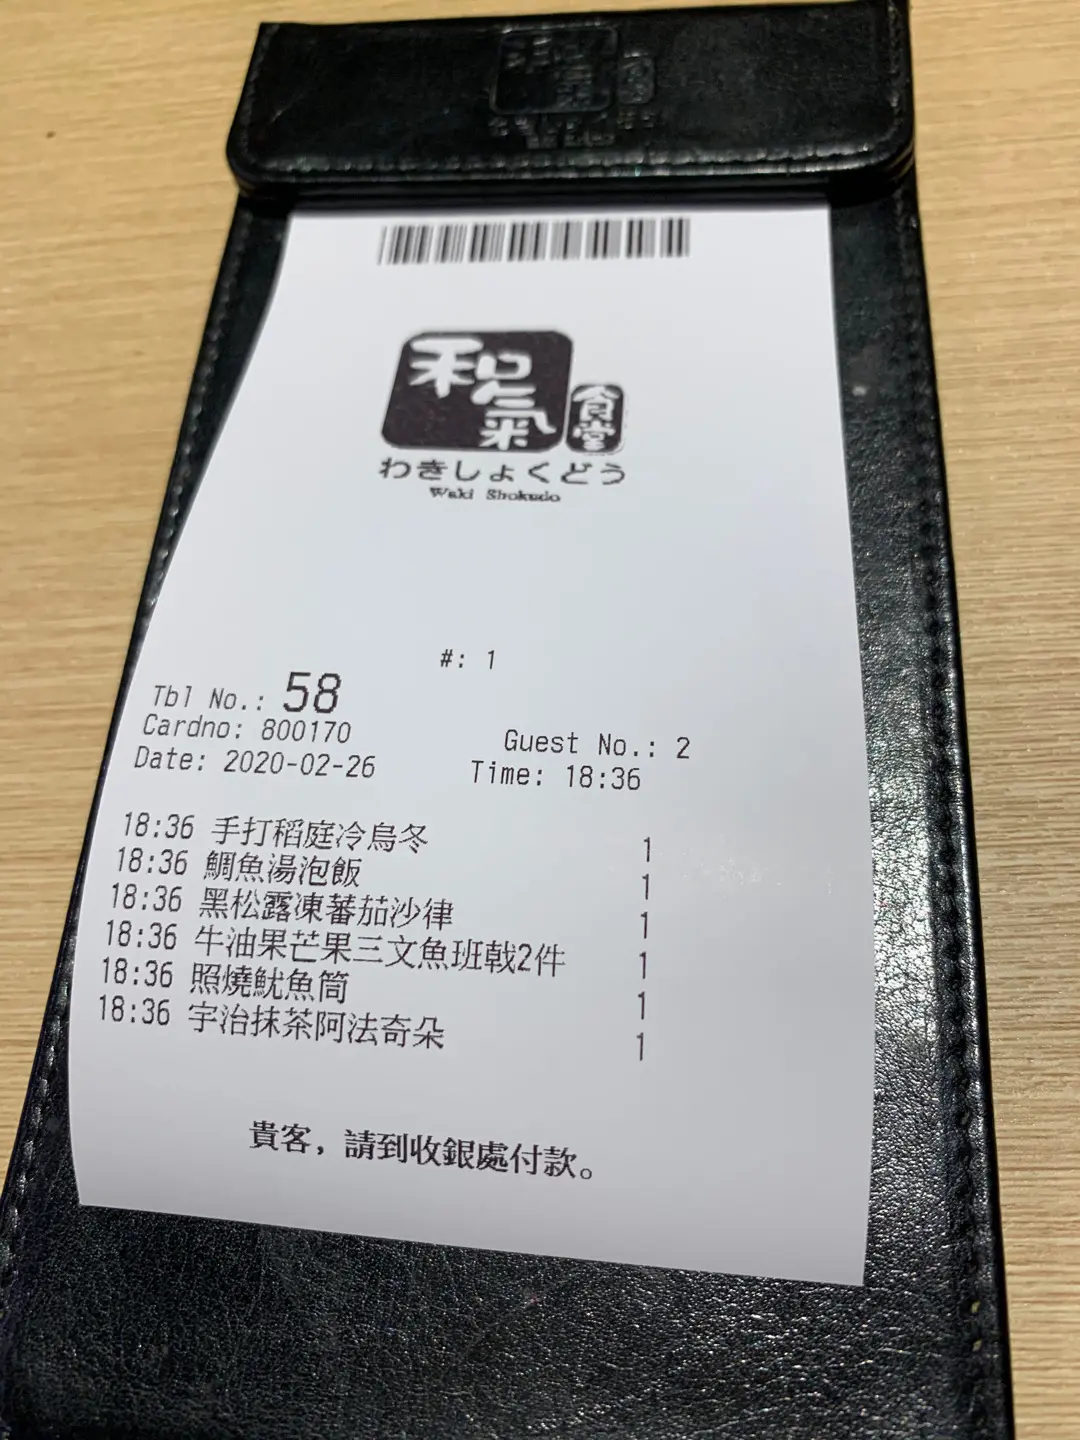 和氣
食堂
わきしょくどう
Waki Shokudo
#: 1
Tbl No.: 58
Cardno: 800170 Guest No.: 2
Date: 2020-02-26 Time: 18:36
18:36 手打稻庭冷烏冬 1
18:36 鯛魚湯泡飯 1
18:36 黑松露凍蕃茄沙律 1
18:36 牛油果芒果三文魚班戟2件 1
18:36 照燒魷魚筒 1
18:36 宇治抹茶阿法奇朵 1
貴客，請到收銀處付款。